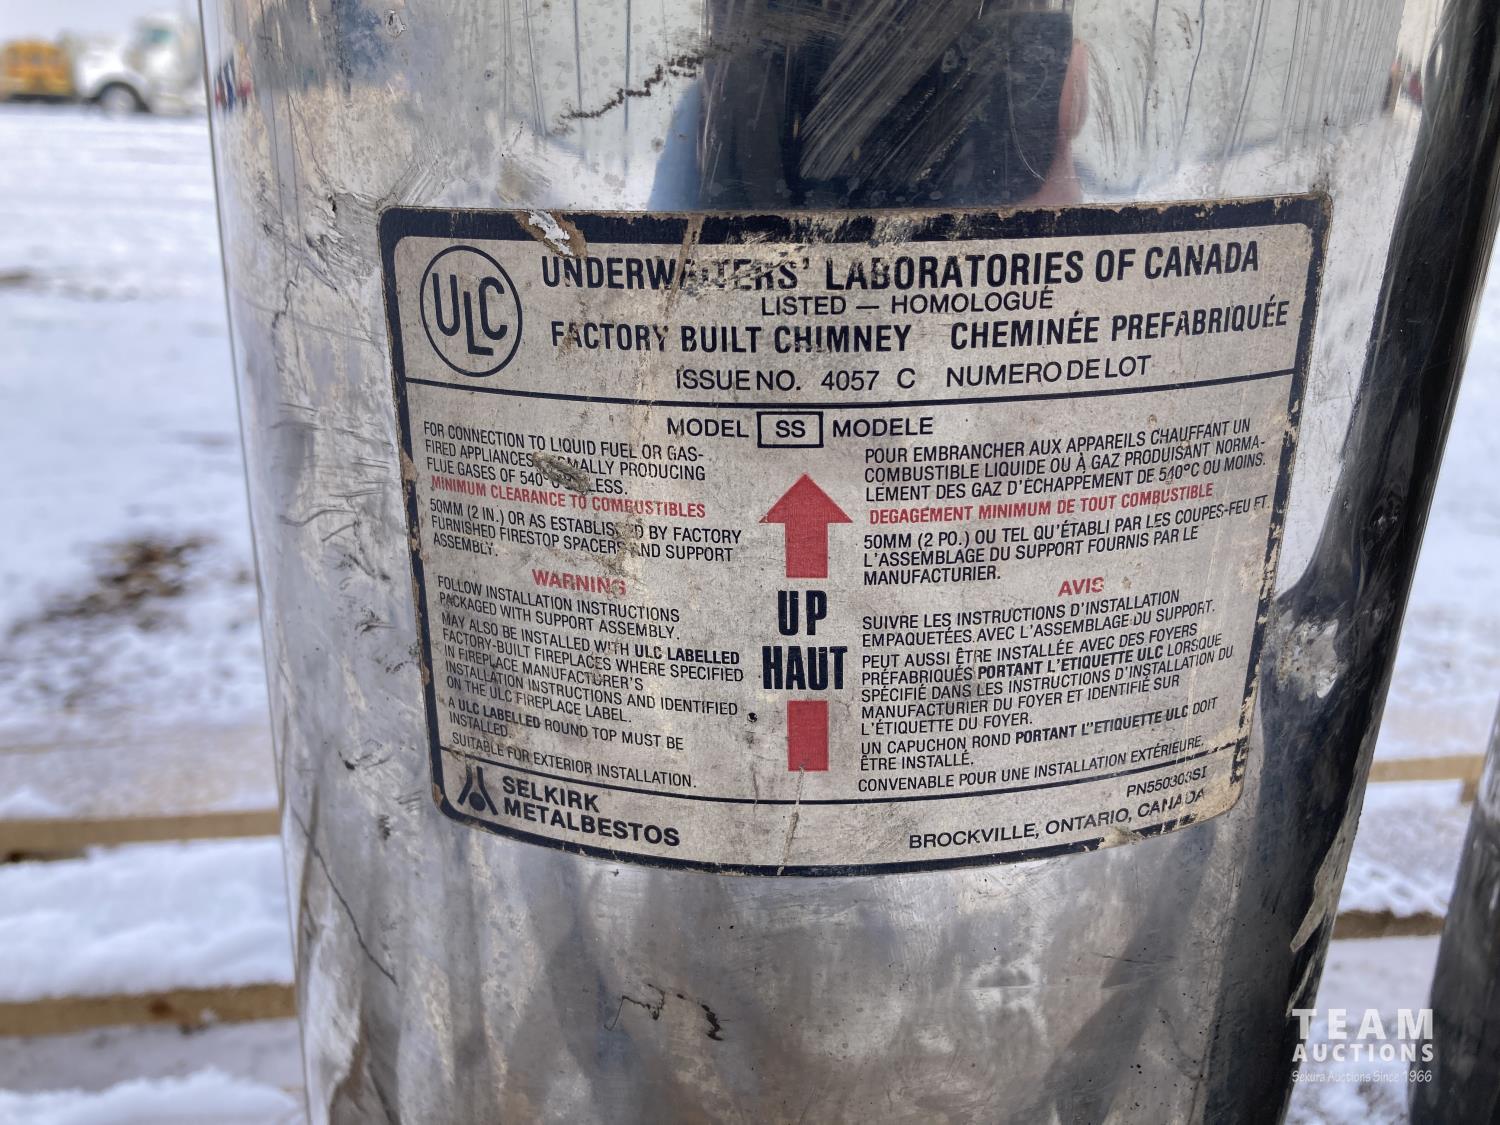 ULC
UNDERWRITERS' LABORATORIES OF CANADA
LISTED — HOMOLOGUÉ
FACTORY BUILT CHIMNEY CHEMINÉE PREFABRIQUÉE
ISSUE NO. 4057 C NUMERO DE LOT
MODEL SS MODELE
FOR CONNECTION TO LIQUID FUEL OR GAS-
FIRED APPLIANCES NORMALLY PRODUCING
FLUE GASES OF 540°C OR LESS.
MINIMUM CLEARANCE TO COMBUSTIBLES
50MM (2 IN.) OR AS ESTABLISHED BY FACTORY
FURNISHED FIRESTOP SPACERS AND SUPPORT
ASSEMBLY.
WARNING
FOLLOW INSTALLATION INSTRUCTIONS
PACKAGED WITH SUPPORT ASSEMBLY.
MAY ALSO BE INSTALLED WITH ULC LABELLED
FACTORY-BUILT FIREPLACES WHERE SPECIFIED
IN FIREPLACE MANUFACTURER'S
INSTALLATION INSTRUCTIONS AND IDENTIFIED
ON THE ULC FIREPLACE LABEL.
A ULC LABELLED ROUND TOP MUST BE
INSTALLED.
SUITABLE FOR EXTERIOR INSTALLATION.
UP
HAUT
POUR EMBRANCHER AUX APPAREILS CHAUFFANT UN
COMBUSTIBLE LIQUIDE OU À GAZ PRODUISANT NORMA-
LÉMENT DES GAZ D'ÉCHAPPEMENT DE 540°C OU MOINS.
DEGAGEMENT MINIMUM DE TOUT COMBUSTIBLE
50MM (2 PO.) OU TEL QU'ÉTABLI PAR LES COUPES-FEU ET
L'ASSEMBLAGE DU SUPPORT FOURNIS PAR LE
MANUFACTURIER.
AVIS
SUIVRE LES INSTRUCTIONS D'INSTALLATION
EMPAQUETÉES AVEC L'ASSEMBLAGE DU SUPPORT.
PEUT AUSSI ÊTRE INSTALLÉE AVEC DES FOYERS
PRÉFABRIQUÉS PORTANT L'ETIQUETTE ULC LORSQUE
SPÉCIFIÉ DANS LES INSTRUCTIONS D'INSTALLATION DU
MANUFACTURIER DU FOYER ET IDENTIFIÉ SUR
L'ÉTIQUETTE DU FOYER.
UN CAPUCHON ROND PORTANT L''ETIQUETTE ULC DOIT
ÊTRE INSTALLÉ.
CONVENABLE POUR UNE INSTALLATION EXTÉRIEURE.
SELKIRK
METALBESTOS
PN550303SI
BROCKVILLE, ONTARIO, CANADA
TEAM
AUCTIONS
Sekura Auctions Since 1966